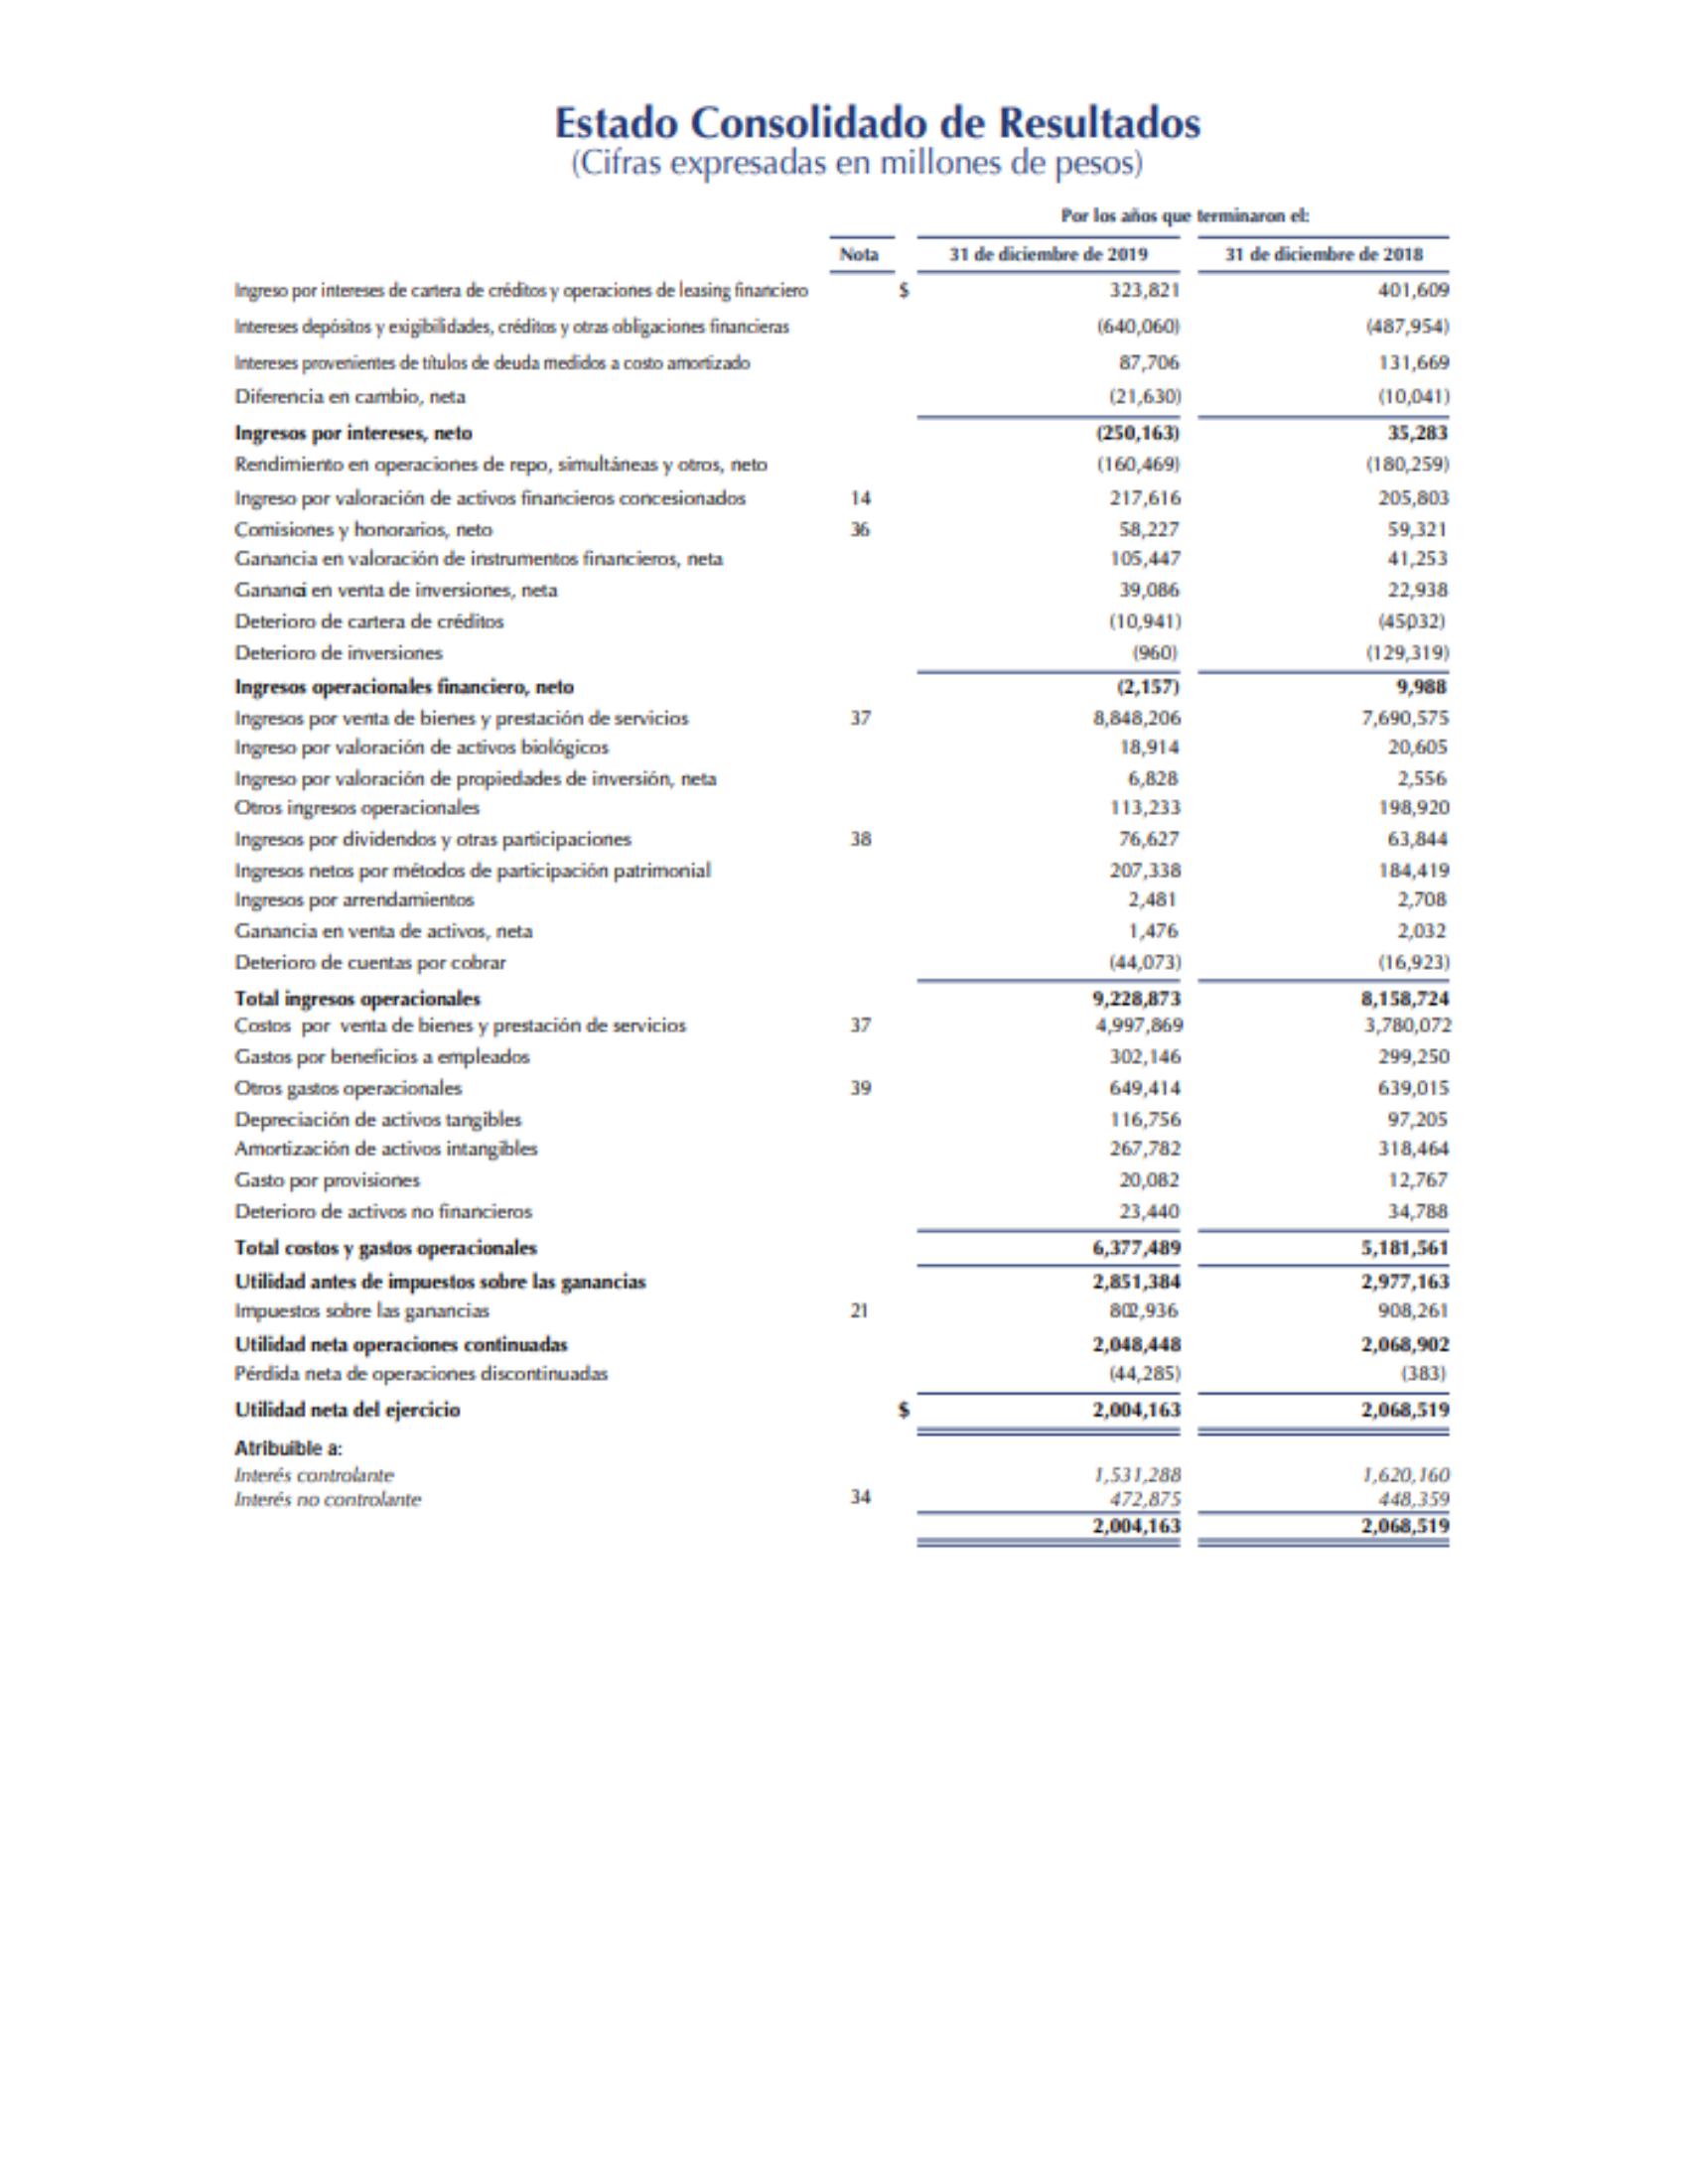 Estado Consolidado de Resultados
(Cifras expresadas en millones de pesos)
Por los años que terminaron el:
Nota 31 de diciembre de 2019 31 de diciembre de 2018
Ingreso por intereses de cartera de créditos y operaciones de leasing financiero $ 323,821 401,609
Intereses depósitos y exigibilidades, créditos y otras obligaciones financieras (640,060) (487,954)
Intereses provenientes de títulos de deuda medidos a costo amortizado 87,706 131,669
Diferencia en cambio, neta (21,630) (10,041)
Ingresos por intereses, neto (250,163) 35,283
Rendimiento en operaciones de repo, simultáneas y otros, neto (160,469) (180,259)
Ingreso por valoración de activos financieros concesionados 14 217,616 205,803
Comisiones y honorarios, neto 36 58,227 59,321
Ganancia en valoración de instrumentos financieros, neta 105,447 41,253
Gananci en venta de inversiones, neta 39,086 22,938
Deterioro de cartera de créditos (10,941) (45,032)
Deterioro de inversiones (960) (129,319)
Ingresos operacionales financiero, neto (2,157) 9,988
Ingresos por venta de bienes y prestación de servicios 37 8,848,206 7,690,575
Ingreso por valoración de activos biológicos 18,914 20,605
Ingreso por valoración de propiedades de inversión, neta 6,828 2,556
Otros ingresos operacionales 113,233 198,920
Ingresos por dividendos y otras participaciones 38 76,627 63,844
Ingresos netos por métodos de participación patrimonial 207,338 184,419
Ingresos por arrendamientos 2,481 2,708
Ganancia en venta de activos, neta 1,476 2,032
Deterioro de cuentas por cobrar (44,073) (16,923)
Total ingresos operacionales 9,228,873 8,158,724
Costos por venta de bienes y prestación de servicios 37 4,997,869 3,780,072
Gastos por beneficios a empleados 302,146 299,250
Otros gastos operacionales 39 649,414 639,015
Depreciación de activos tangibles 116,756 97,205
Amortización de activos intangibles 267,782 318,464
Gasto por provisiones 20,082 12,767
Deterioro de activos no financieros 23,440 34,788
Total costos y gastos operacionales 6,377,489 5,181,561
Utilidad antes de impuestos sobre las ganancias 2,851,384 2,977,163
Impuestos sobre las ganancias 21 802,936 908,261
Utilidad neta operaciones continuadas 2,048,448 2,068,902
Pérdida neta de operaciones discontinuadas (44,285) (383)
Utilidad neta del ejercicio $ 2,004,163 2,068,519
Atribuible a:
Interés controlante 1,531,288 1,620,160
Interés no controlante 34 472,875 448,359
2,004,163 2,068,519